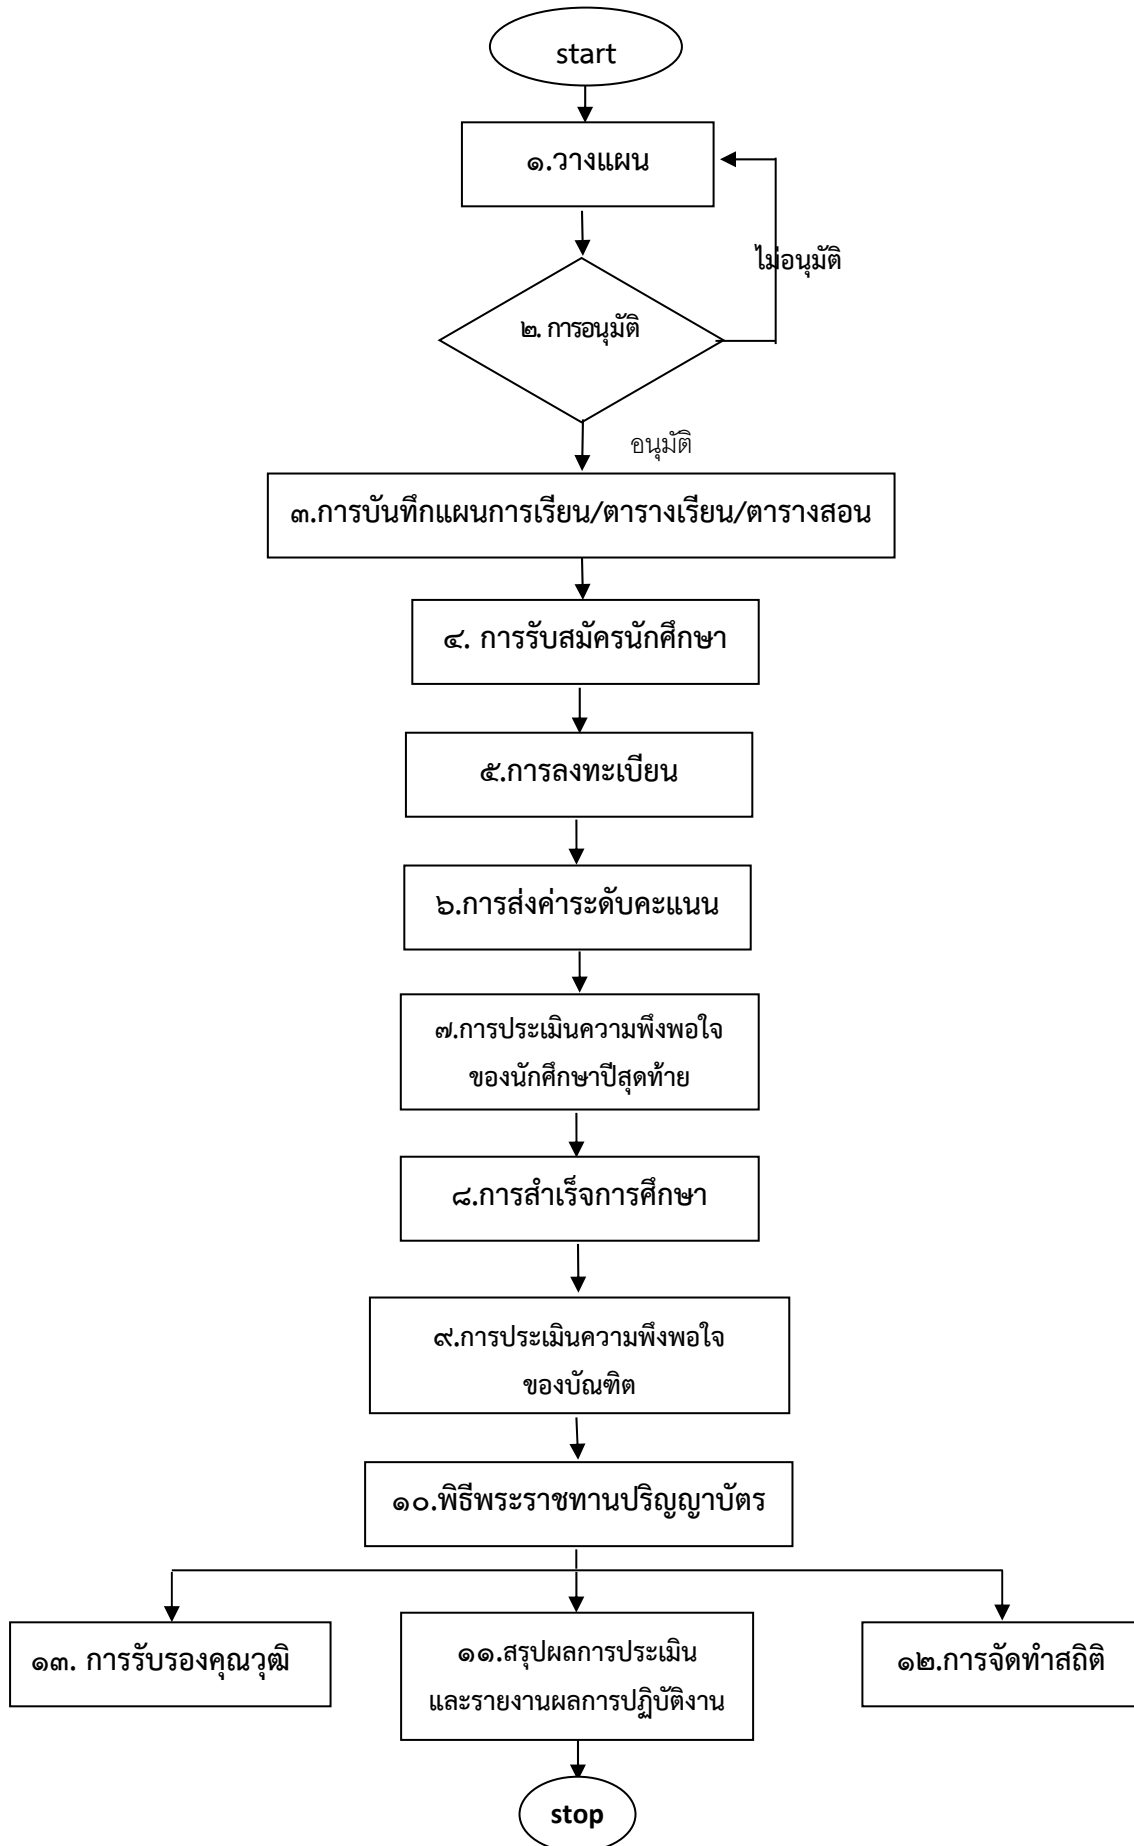 start
๑.วางแผน
ไม่อนุมัติ
๒. การอนุมัติ
อนุมัติ
๓.การบันทึกแผนการเรียน/ตารางเรียน/ตารางสอน
๔. การรับสมัครนักศึกษา
๕.การลงทะเบียน
๖.การส่งค่าระดับคะแนน
๗.การประเมินความพึงพอใจ
ของนักศึกษาปีสุดท้าย
๘.การสำเร็จการศึกษา
๙.การประเมินความพึงพอใจ
ของบัณฑิต
๑๐.พิธีพระราชทานปริญญาบัตร
๑๓. การรับรองคุณวุฒิ
๑๑.สรุปผลการประเมิน
และรายงานผลการปฏิบัติงาน
๑๒.การจัดทำสถิติ
stop